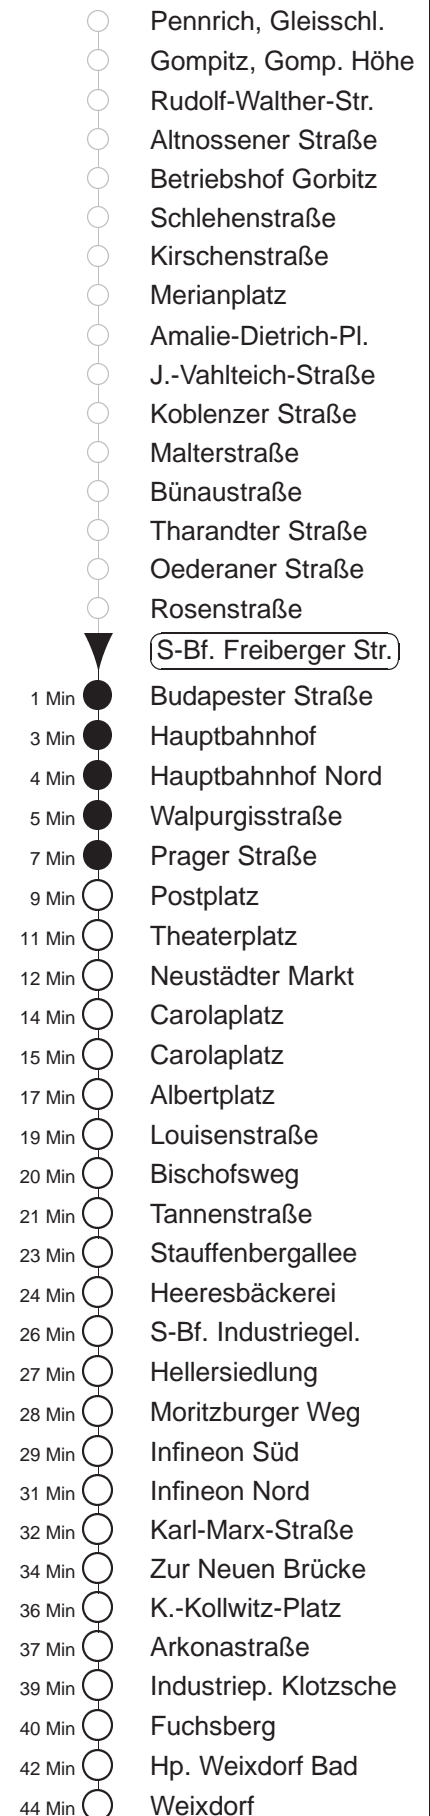 Pennrich, Gleisschl.
Gompitz, Gomp. Höhe
Rudolf-Walther-Str.
Altnossener Straße
Betriebshof Gorbitz
Schlehenstraße
Kirschenstraße
Merianplatz
Amalie-Dietrich-Pl.
J.-Vahlteich-Straße
Koblenzer Straße
Malterstraße
Bünaustraße
Tharandter Straße
Oederaner Straße
Rosenstraße
S-Bf. Freiberger Str.
1 Min Budapester Straße
3 Min Hauptbahnhof
4 Min Hauptbahnhof Nord
5 Min Walpurgisstraße
7 Min Prager Straße
9 Min Postplatz
11 Min Theaterplatz
12 Min Neustädter Markt
14 Min Carolaplatz
15 Min Carolaplatz
17 Min Albertplatz
19 Min Louisenstraße
20 Min Bischofsweg
21 Min Tannenstraße
23 Min Stauffenbergallee
24 Min Heeresbäckerei
26 Min S-Bf. Industriegel.
27 Min Hellersiedlung
28 Min Moritzburger Weg
29 Min Infineon Süd
31 Min Infineon Nord
32 Min Karl-Marx-Straße
34 Min Zur Neuen Brücke
36 Min K.-Kollwitz-Platz
37 Min Arkonastraße
39 Min Industriep. Klotzsche
40 Min Fuchsberg
42 Min Hp. Weixdorf Bad
44 Min Weixdorf